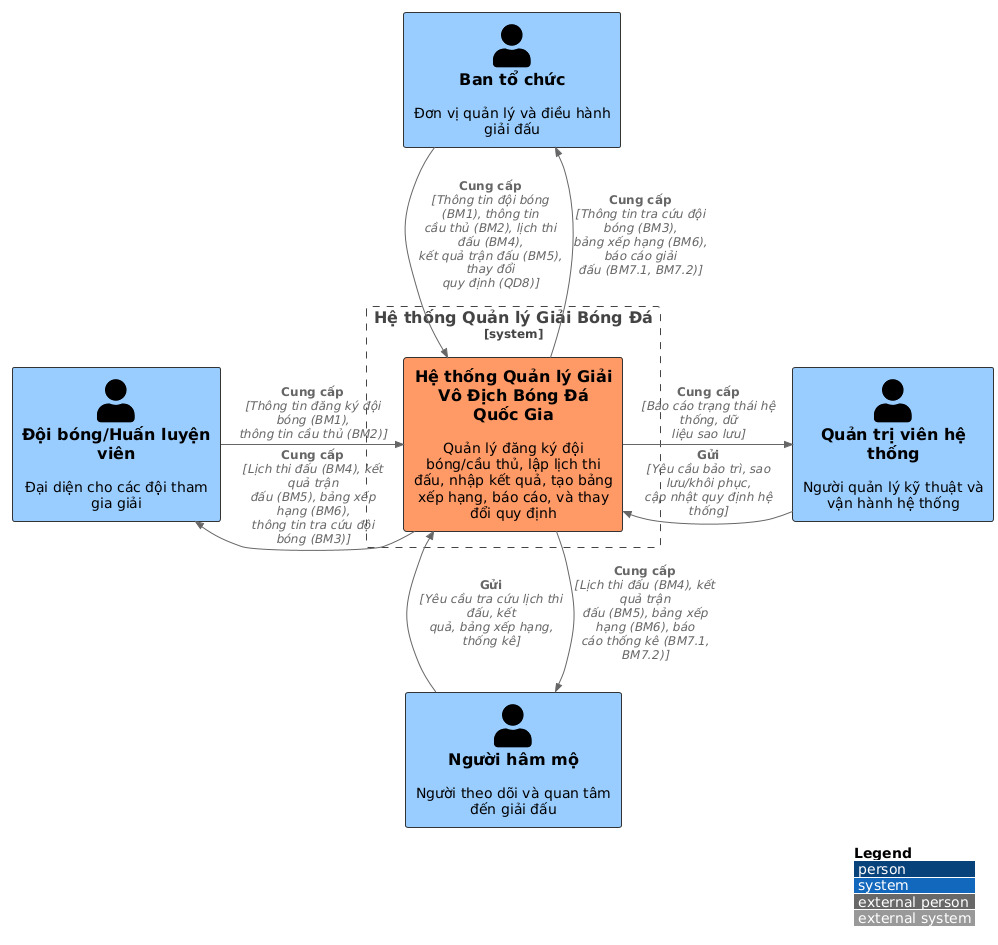 Ban tổ chức
Đơn vị quản lý và điều hành
giải đấu
Cung cấp
[Thông tin đội bóng
(BM1), thông tin
cầu thủ (BM2), lịch thi
đấu (BM4),
kết quả trận đấu (BM5),
thay đổi
quy định (QD8)]
Cung cấp
[Thông tin tra cứu đội
bóng (BM3),
bảng xếp hạng (BM6),
báo cáo giải
đấu (BM7.1, BM7.2)]
Hệ thống Quản lý Giải Bóng Đá
[system]
Đội bóng/Huấn luyện
viên
Đại diện cho các đội tham
gia giải
Cung cấp
[Thông tin đăng ký đội
bóng (BM1),
thông tin cầu thủ (BM2)]
Cung cấp
[Lịch thi đấu (BM4), kết
quả trận
đấu (BM5), bảng xếp
hạng (BM6),
thông tin tra cứu đội
bóng (BM3)]
Hệ thống Quản lý Giải
Vô Địch Bóng Đá
Quốc Gia
Quản lý đăng ký đội
bóng/cầu thủ, lập lịch thi
đấu, nhập kết quả, tạo bảng
xếp hạng, báo cáo, và thay
đổi quy định
Cung cấp
[Báo cáo trạng thái hệ
thống, dữ
liệu sao lưu]
Gửi
[Yêu cầu bảo trì, sao
lưu/khôi phục,
cập nhật quy định hệ
thống]
Quản trị viên hệ
thống
Người quản lý kỹ thuật và
vận hành hệ thống
Gửi
[Yêu cầu tra cứu lịch thi
đấu, kết
quả, bảng xếp hạng,
thống kê]
Cung cấp
[Lịch thi đấu (BM4), kết
quả trận
đấu (BM5), bảng xếp
hạng (BM6), báo
cáo thống kê (BM7.1,
BM7.2)]
Người hâm mộ
Người theo dõi và quan tâm
đến giải đấu
Legend
person
system
external person
external system